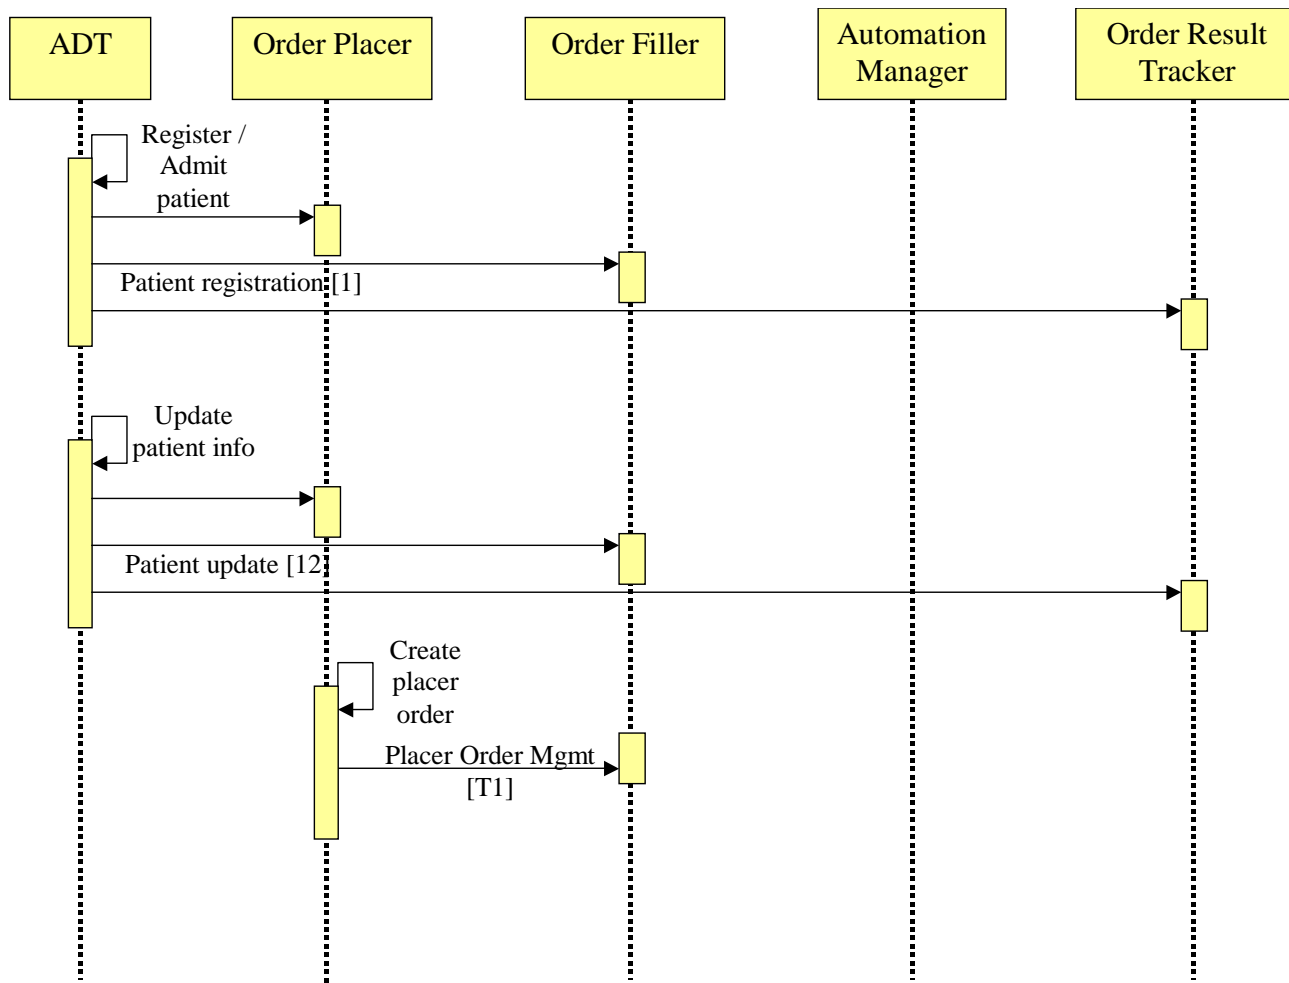 ADT
Order Placer
Order Filler
Automation
Manager
Order Result
Tracker
Register /
Admit
patient
Patient registration [1]
Update
patient info
Patient update [12]
Create
placer
order
Placer Order Mgmt
[T1]